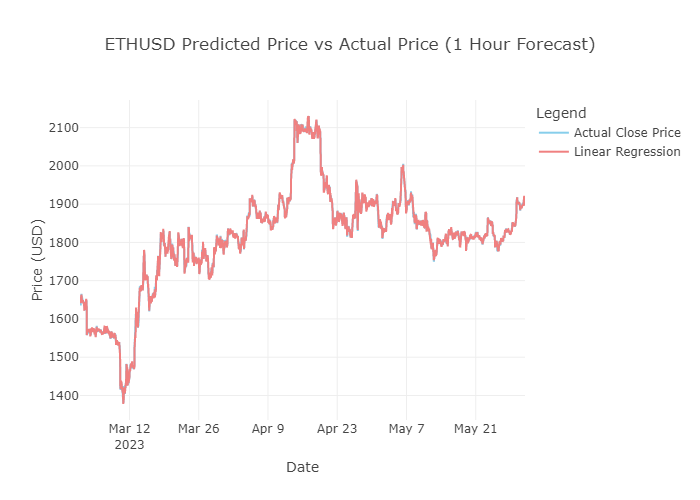 ETHUSD Predicted Price vs Actual Price (1 Hour Forecast)
Legend
Actual Close Price
Linear Regression
Price (USD)
2100
2000
1900
1800
1700
1600
1500
1400
Mar 12
2023
Mar 26
Apr 9
Apr 23
May 7
May 21
Date